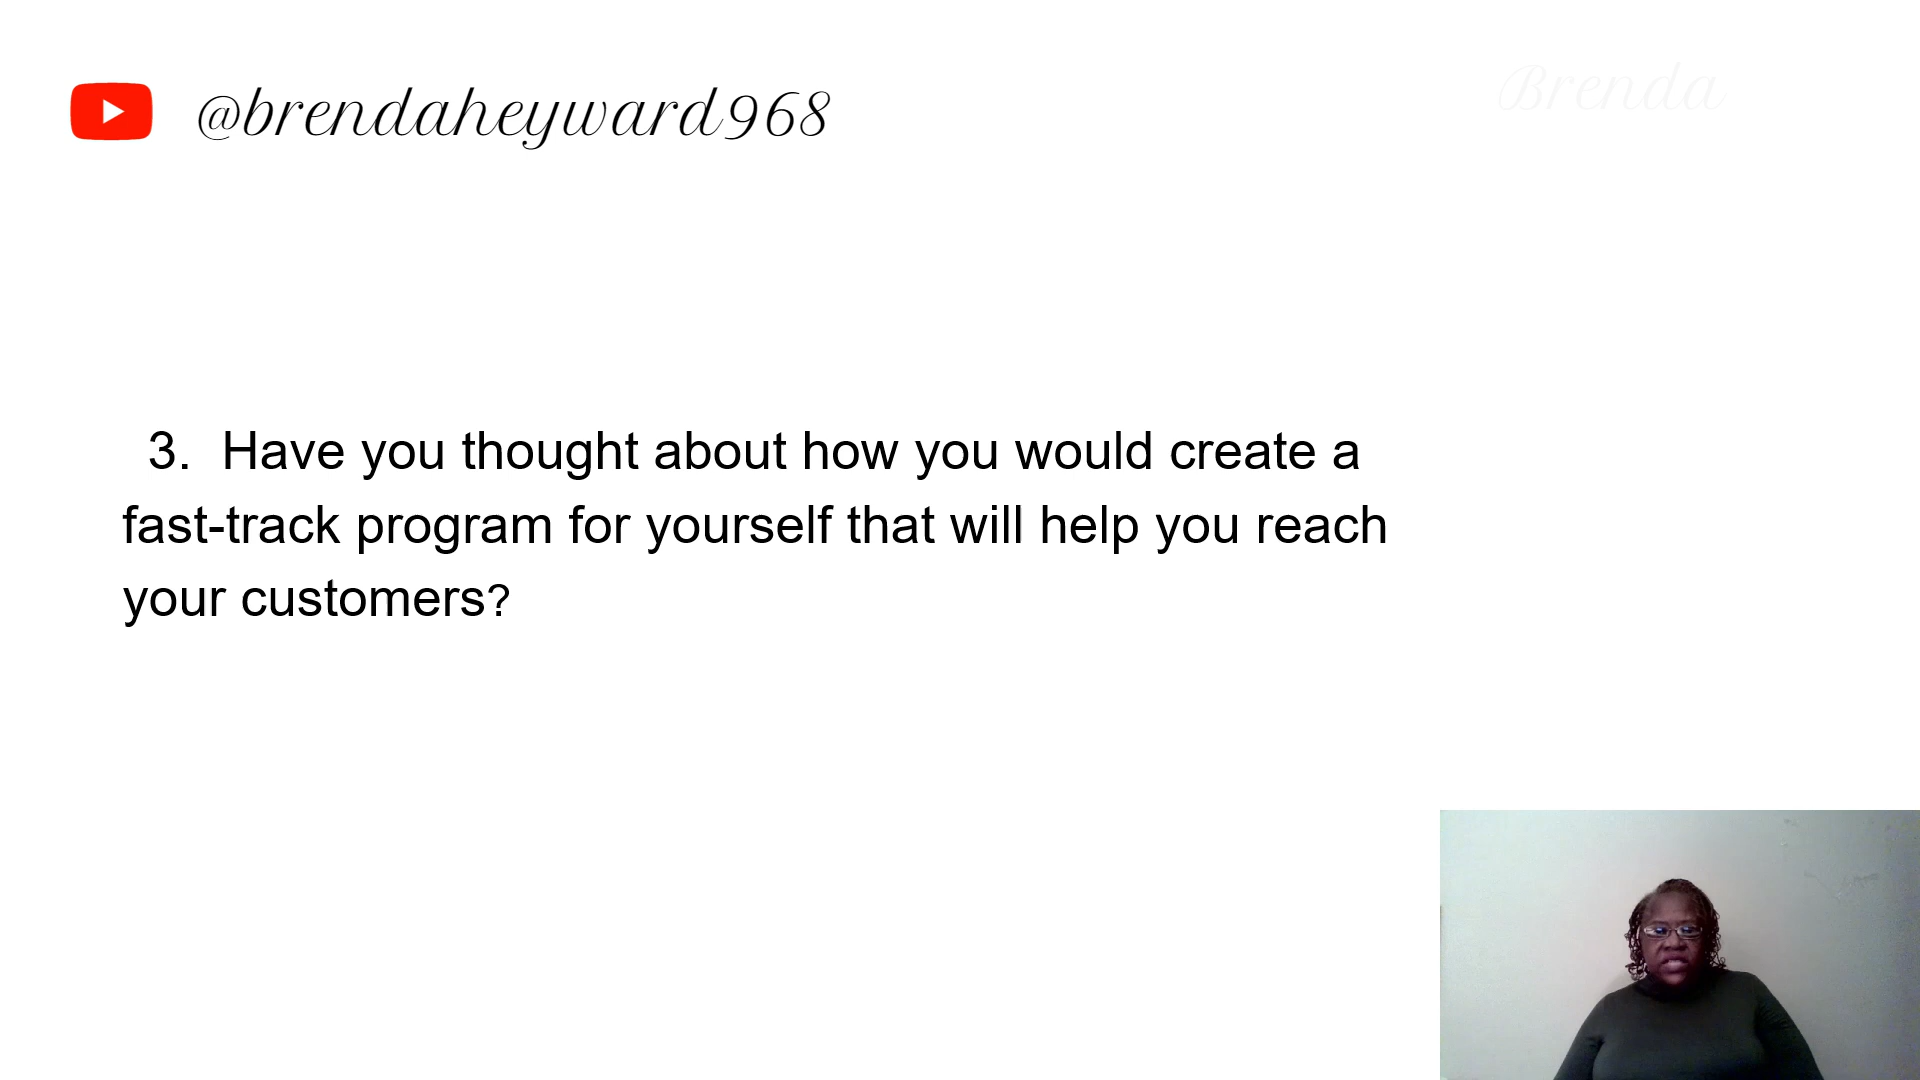 @brendaheyward968
Brenda
3. Have you thought about how you would create a
fast-track program for yourself that will help you reach
your customers?